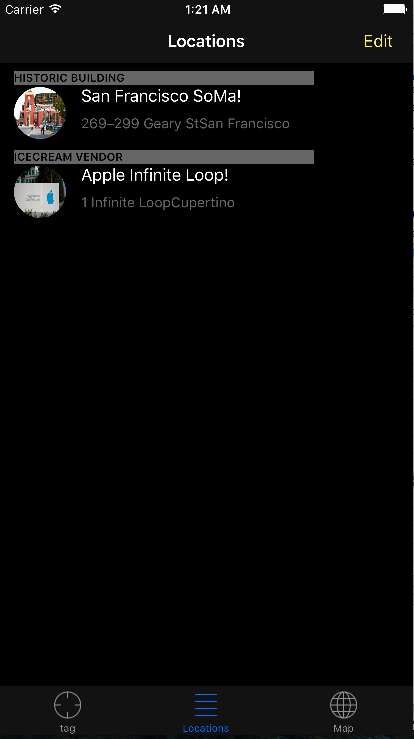 Carrier 1:21 AM
Locations Edit
HISTORIC BUILDING
San Francisco SoMa!
269–299 Geary StSan Francisco
ICECREAM VENDOR
Apple Infinite Loop!
1 Infinite LoopCupertino
tag Locations Map